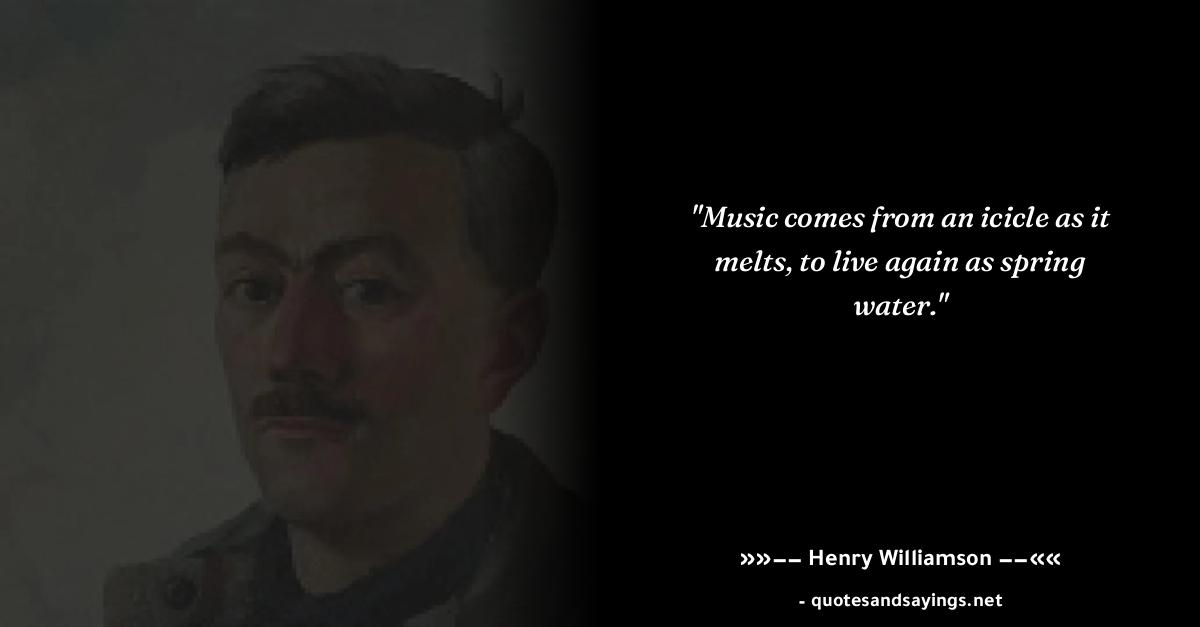 "Music comes from an icicle as it
melts, to live again as spring
water."
»»−− Henry Williamson −−««
- quotesandsayings.net